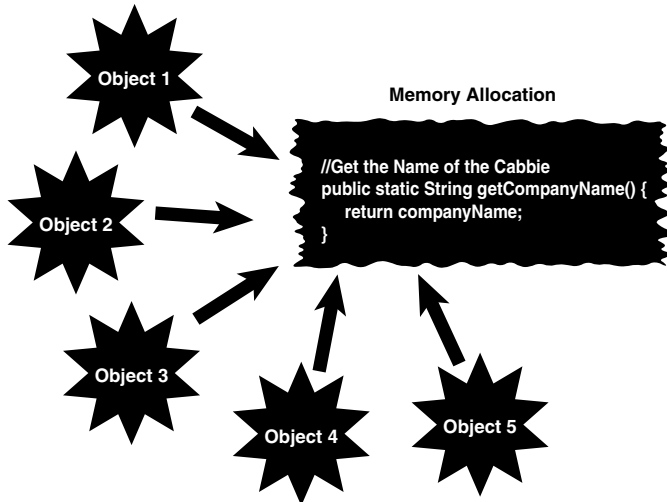 Object 1
Memory Allocation
//Get the Name of the Cabbie
public static String getCompanyName() {
return companyName;
}
Object 2
Object 3
Object 4
Object 5